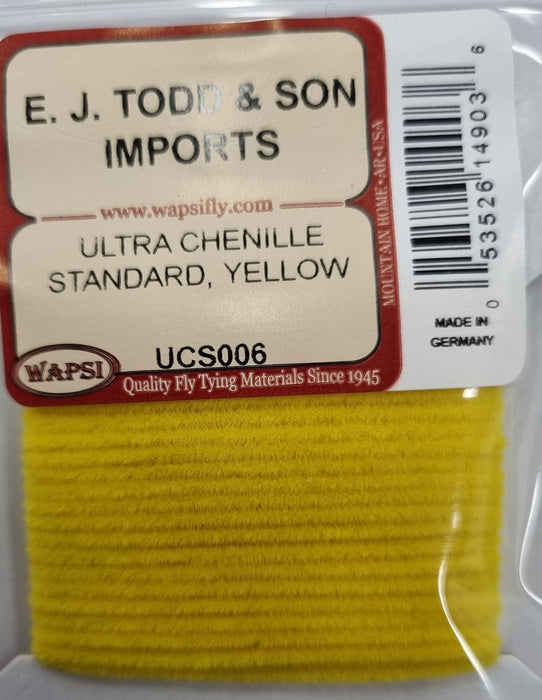 E. J. TODD & SON
IMPORTS
www.wapsifly.com
ULTRA CHENILLE
STANDARD, YELLOW
UCS006
WAPSI
Quality Fly Tying Materials Since 1945
MOUNTAIN HOME • AR • USA
0 53526 14903 6
MADE IN
GERMANY